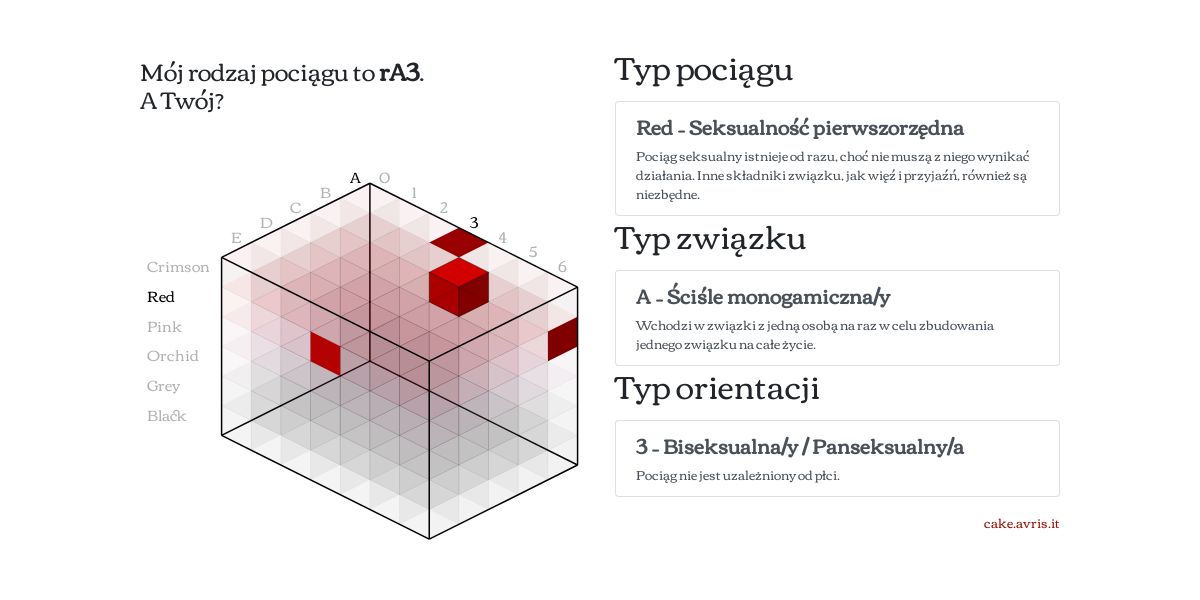 Mój rodzaj pociągu to rA3.
A Twój?
A O
B 1
C 2
D 3
E 4
5
6
Crimson
Red
Pink
Orchid
Grey
Black
Typ pociągu
Red - Seksualność pierwszorzędna
Pociąg seksualny istnieje od razu, choć nie muszą z niego wynikać
działania. Inne składniki związku, jak więź i przyjaźń, również są
niezbędne.
Typ związku
A - Ściśle monogamiczna/y
Wchodzi w związki z jedną osobą na raz w celu zbudowania
jednego związku na całe życie.
Typ orientacji
3 - Biseksualna/y / Panseksualny/a
Pociąg nie jest uzależniony od płci.
cake.avris.it